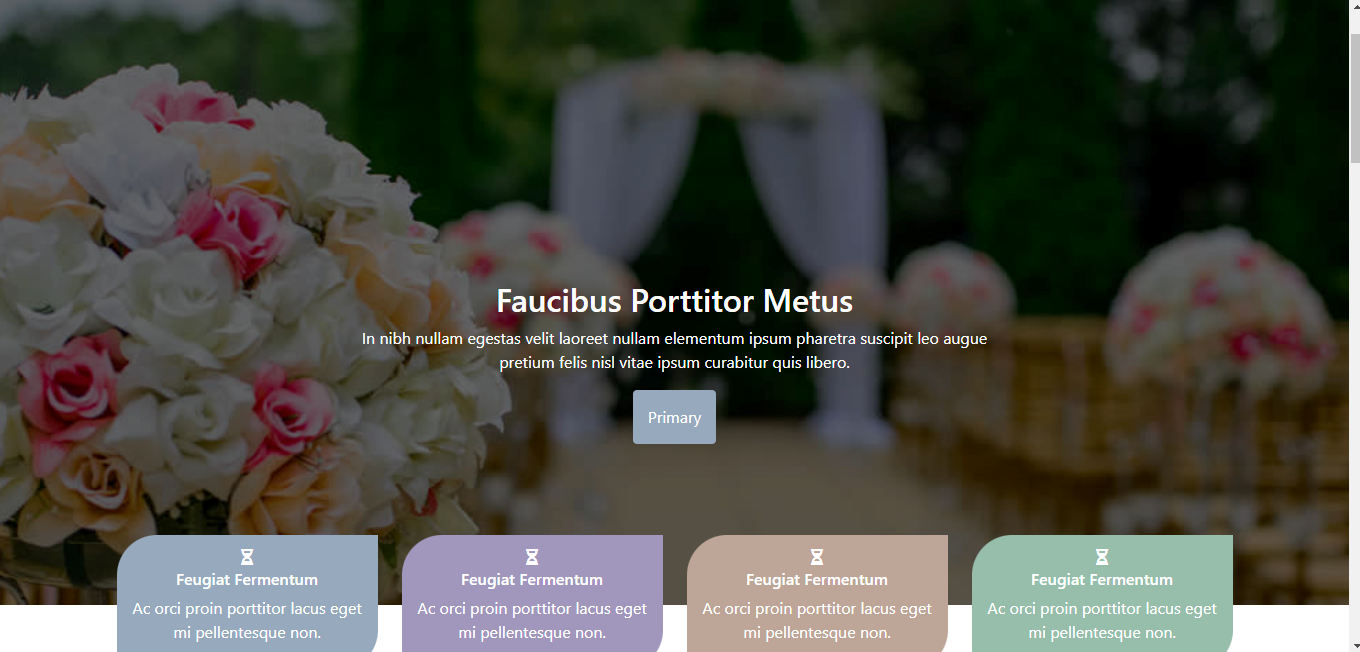 Faucibus Porttitor Metus
In nibh nullam egestas velit laoreet nullam elementum ipsum pharetra suscipit leo augue
pretium felis nisl vitae ipsum curabitur quis libero.
Primary
Feugiat Fermentum
Ac orci proin porttitor lacus eget
mi pellentesque non.
Feugiat Fermentum
Ac orci proin porttitor lacus eget
mi pellentesque non.
Feugiat Fermentum
Ac orci proin porttitor lacus eget
mi pellentesque non.
Feugiat Fermentum
Ac orci proin porttitor lacus eget
mi pellentesque non.